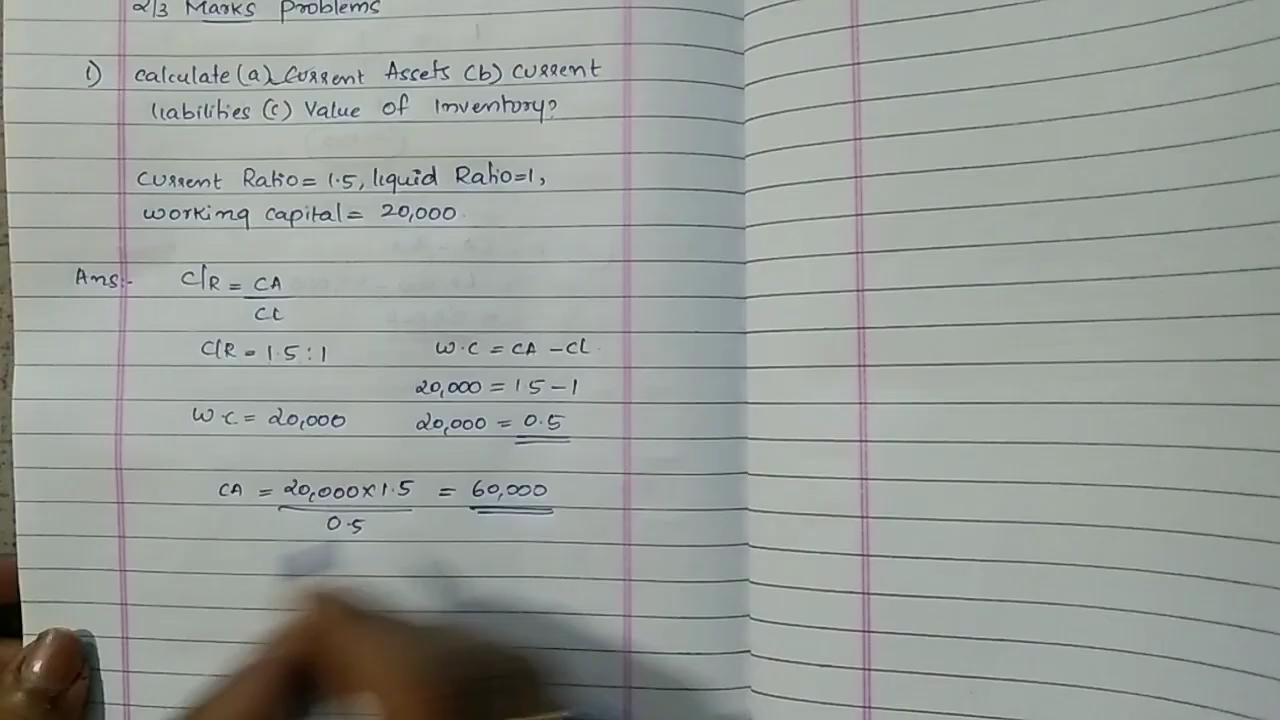 2/3 Marks Problems
1) calculate (a) Current Assets (b) Current
liabilities (c) Value of Inventory?
Current Ratio = 1.5, liquid Ratio=1,
working capital = 20,000.
Ans:- C/R = CA
CL
C/R = 1.5 : 1
W.C = CA - CL
20,000 = 1.5 - 1
W.C = 20,000
20,000 = 0.5
CA = 20,000 x 1.5 = 60,000
0.5